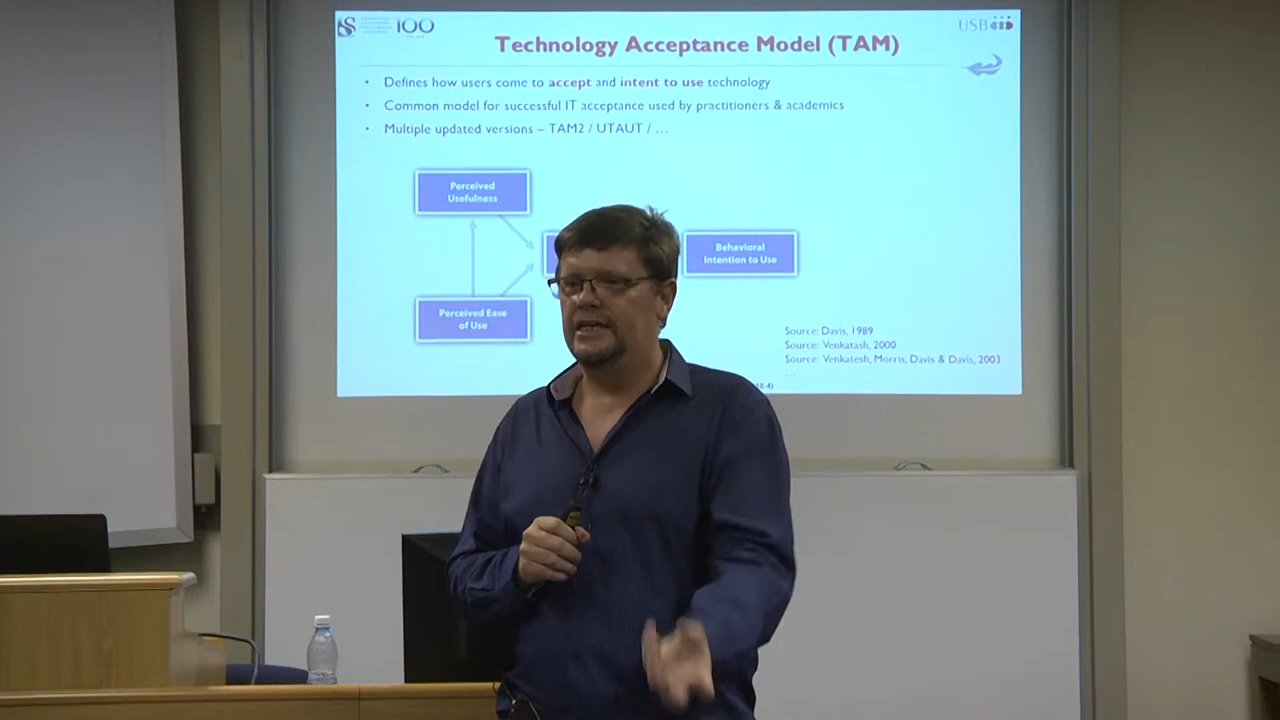 100
USB
Technology Acceptance Model (TAM)
• Defines how users come to accept and intent to use technology
• Common model for successful IT acceptance used by practitioners & academics
• Multiple updated versions – TAM2 / UTAUT / …
Perceived
Usefulness
Behavioral
Intention to Use
Perceived Ease
of Use
Source: Davis, 1989
Source: Venkatash, 2000
Source: Venkatesh, Morris, Davis & Davis, 2003
…